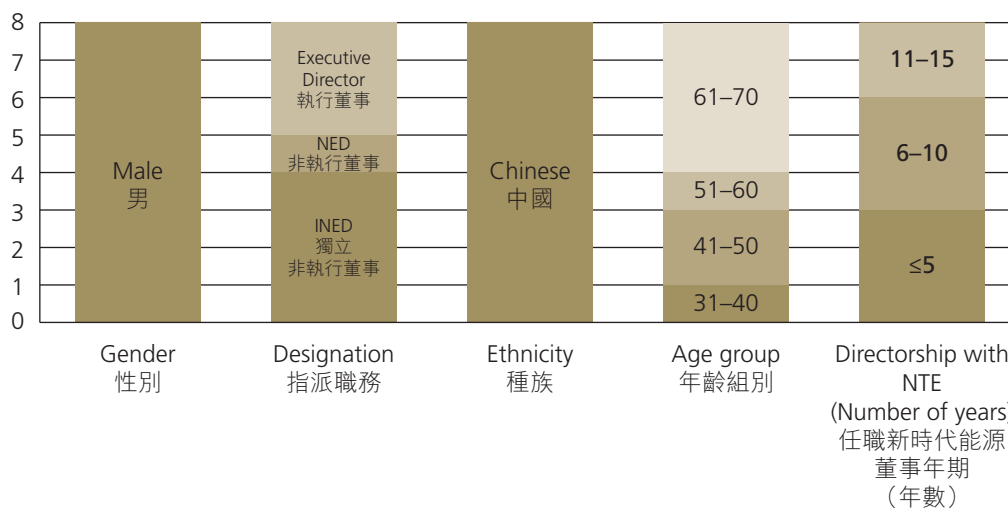 8
7
6
5
4
3
2
1
0
Male
男
Executive
Director
執行董事
NED
非執行董事
INED
獨立
非執行董事
Chinese
中國
61–70
51–60
41–50
31–40
11–15
6–10
≤5
Gender
性別
Designation
指派職務
Ethnicity
種族
Age group
年齡組別
Directorship with
NTE
(Number of years)
任職新時代能源
董事年期
（年數）